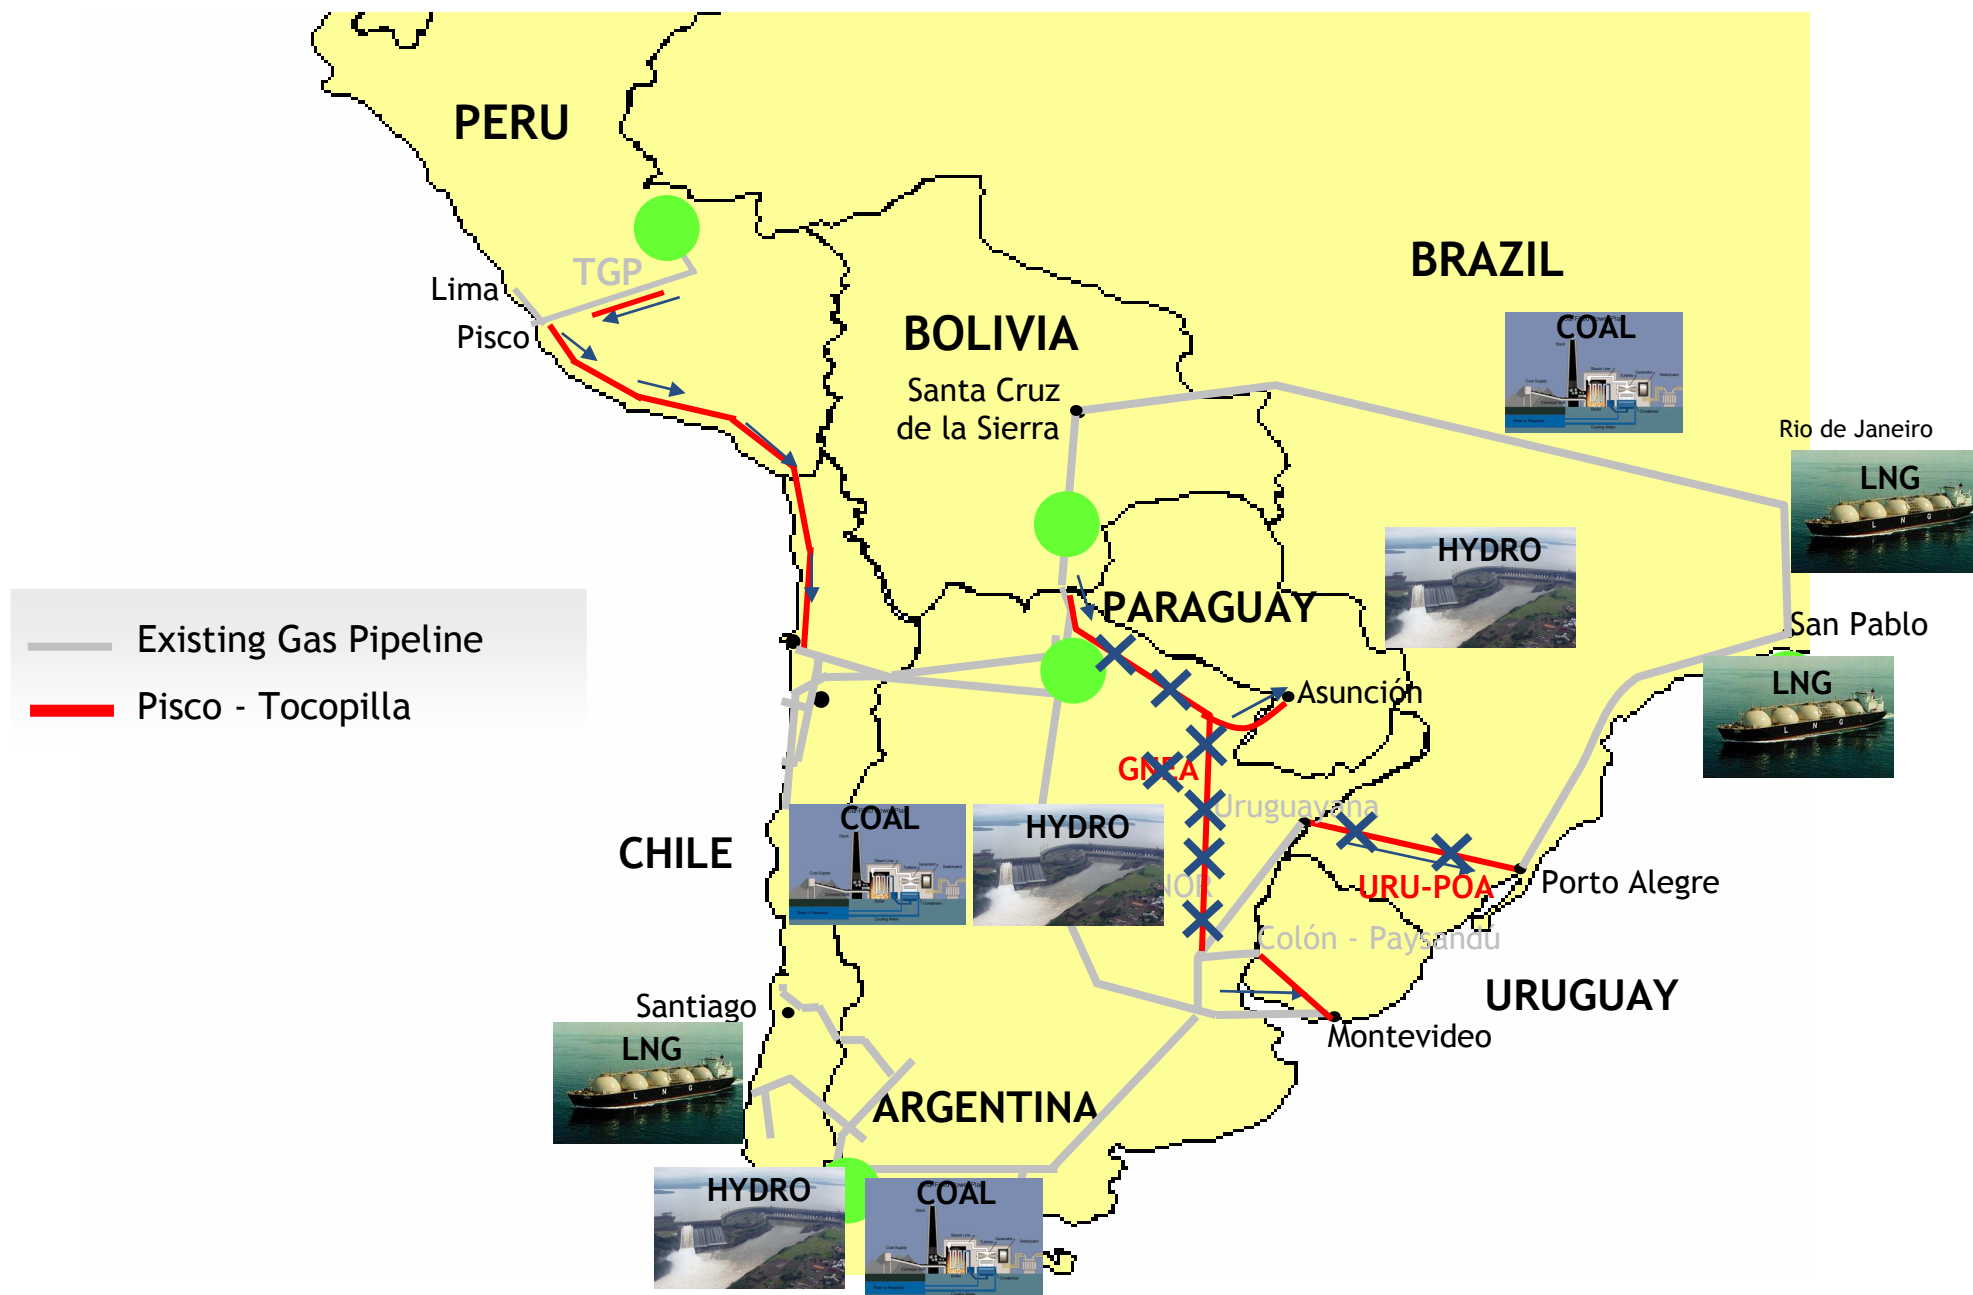 PERU
BRAZIL
TGP
Lima
Pisco
BOLIVIA
Santa Cruz
de la Sierra
COAL
Rio de Janeiro
LNG
L N G
HYDRO
PARAGUAY
San Pablo
Existing Gas Pipeline
Pisco - Tocopilla
LNG
L N G
Asunción
GNEA
Uruguayana
COAL
HYDRO
CHILE
NOR
URU-POA
Porto Alegre
Colón - Paysandú
URUGUAY
Santiago
Montevideo
LNG
L N G
ARGENTINA
HYDRO
COAL